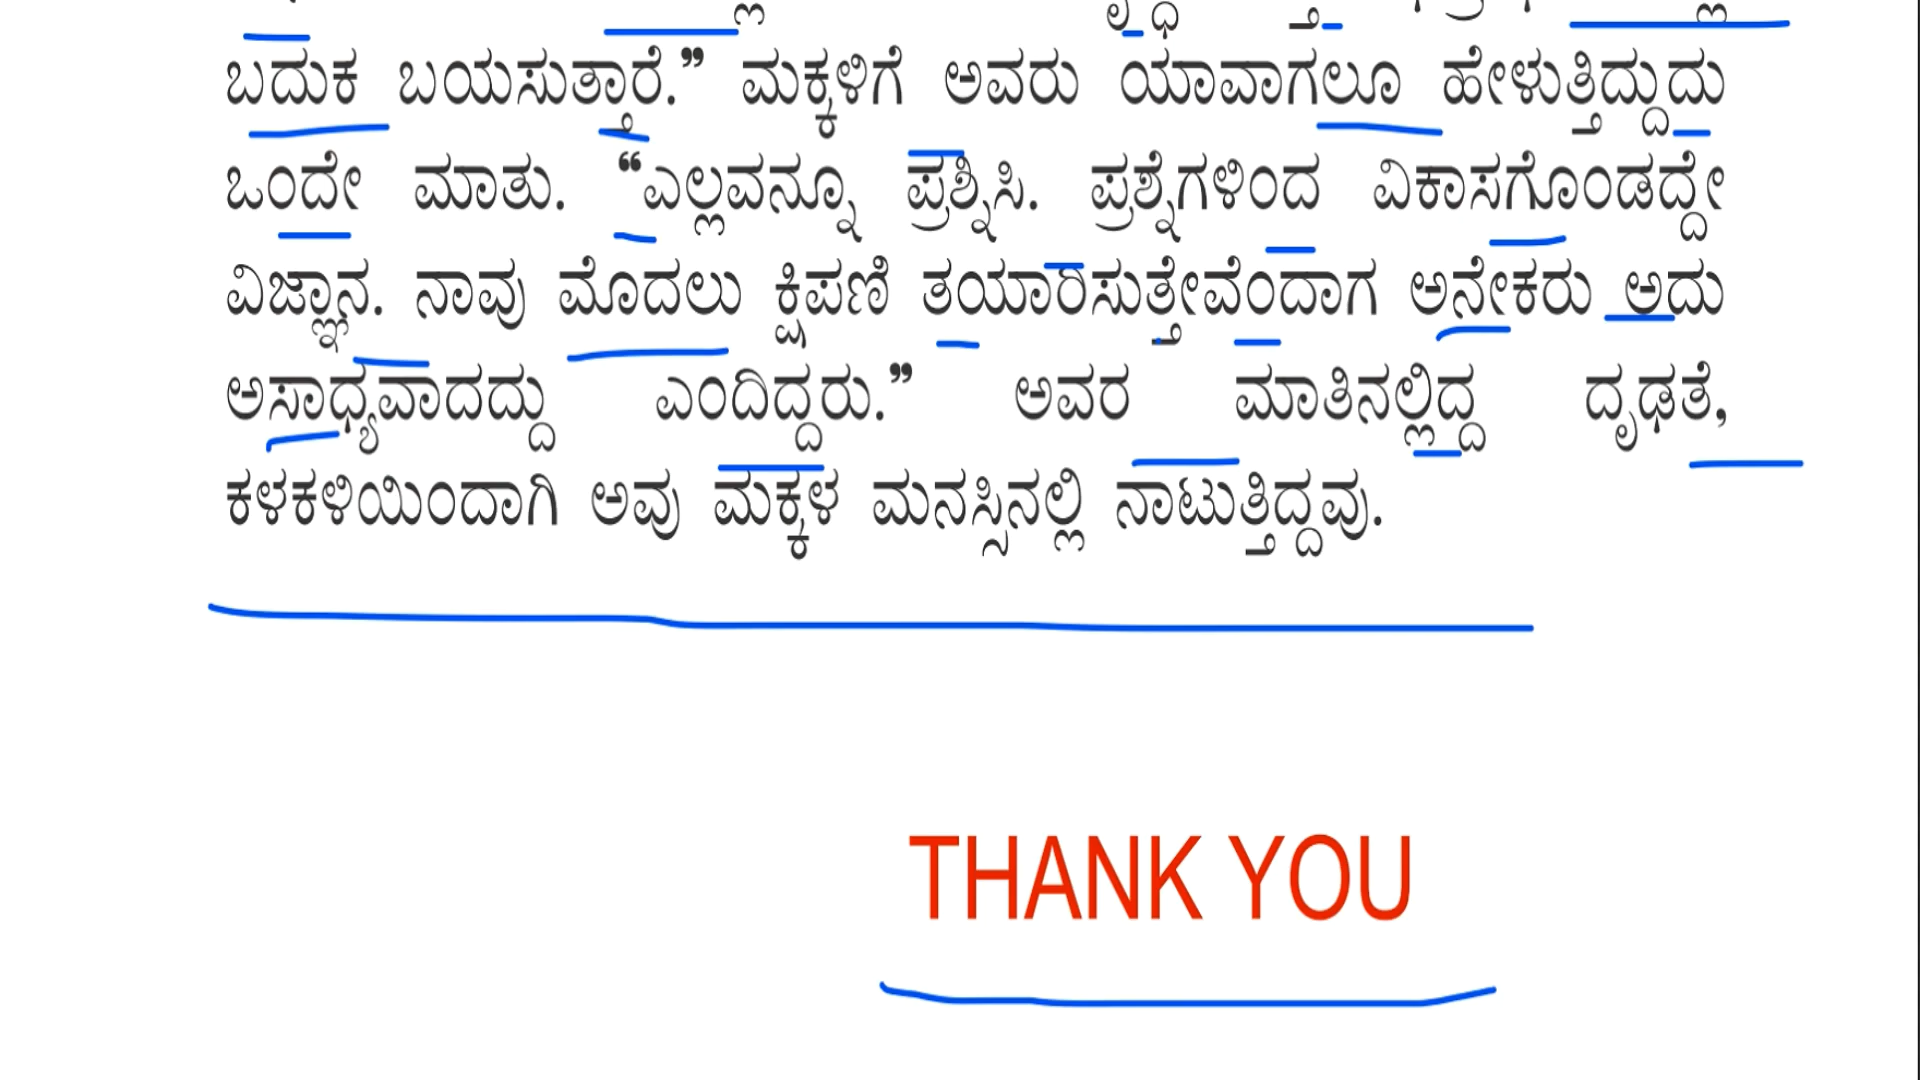 ಬದುಕ ಬಯಸುತ್ತಾರೆ.” ಮಕ್ಕಳಿಗೆ ಅವರು ಯಾವಾಗಲೂ ಹೇಳುತ್ತಿದ್ದುದು
ಒಂದೇ ಮಾತು. “ಎಲ್ಲವನ್ನೂ ಪ್ರಶ್ನಿಸಿ. ಪ್ರಶ್ನೆಗಳಿಂದ ವಿಕಾಸಗೊಂಡದ್ದೇ
ವಿಜ್ಞಾನ. ನಾವು ಮೊದಲು ಕ್ಷಿಪಣಿ ತಯಾರಿಸುತ್ತೇವೆಂದಾಗ ಅನೇಕರು ಅದು
ಅಸಾಧ್ಯವಾದದ್ದು ಎಂದಿದ್ದರು.” ಅವರ ಮಾತಿನಲ್ಲಿದ್ದ ದೃಢತೆ,
ಕಳಕಳಿಯಿಂದಾಗಿ ಅವು ಮಕ್ಕಳ ಮನಸ್ಸಿನಲ್ಲಿ ನಾಟುತ್ತಿದ್ದವು.
THANK YOU